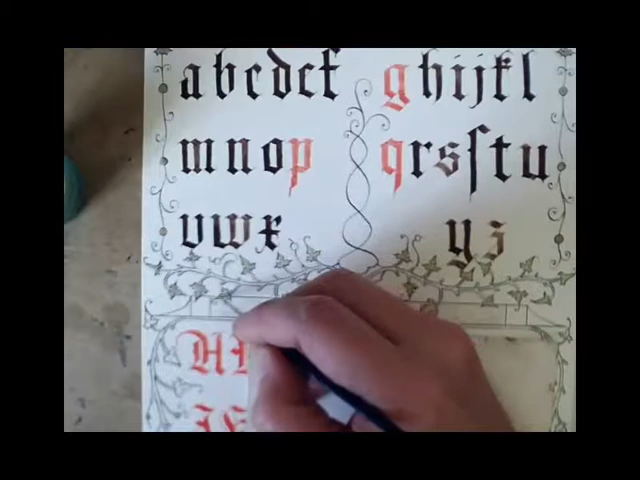 abcdef ghijkl
mnop qrsſtu
vwx yz